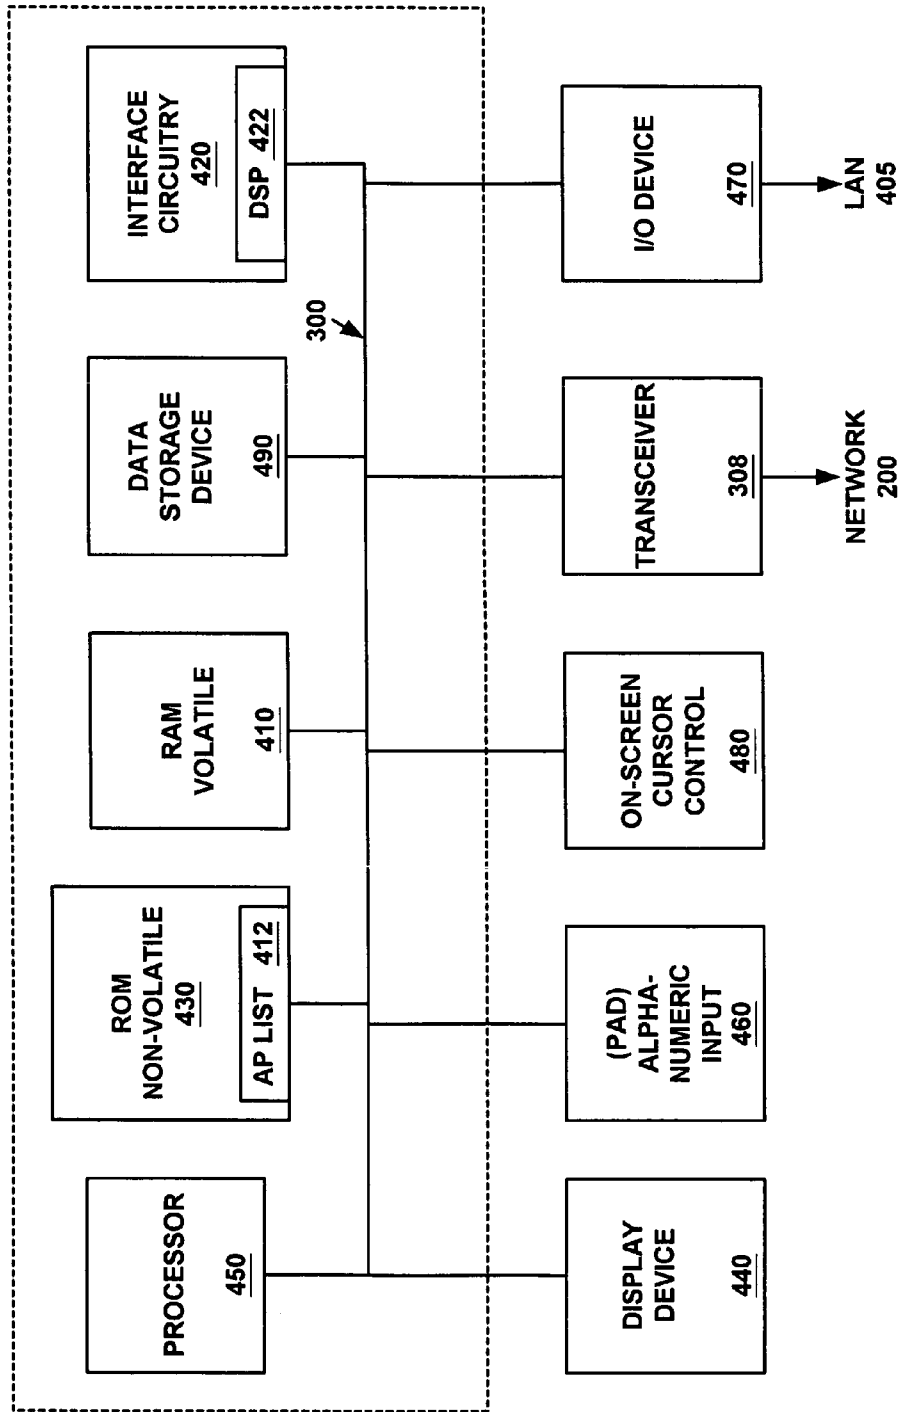 PROCESSOR
450
ROM
NON-VOLATILE
430
AP LIST 412
RAM
VOLATILE
410
DATA
STORAGE
DEVICE
490
INTERFACE
CIRCUITRY
420
DSP 422
300
DISPLAY
DEVICE
440
(PAD)
ALPHA-
NUMERIC
INPUT
460
ON-SCREEN
CURSOR
CONTROL
480
TRANSCEIVER
308
I/O DEVICE
470
NETWORK
200
LAN
405